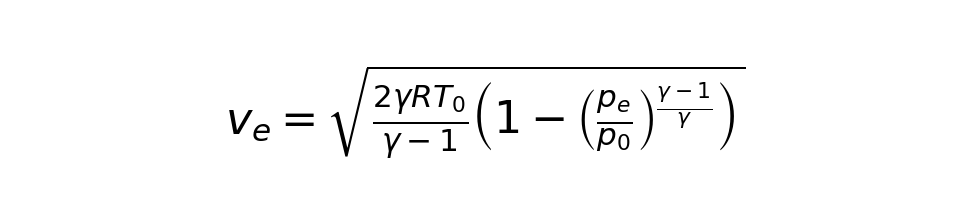 $v_e = \sqrt{\frac{2\gamma R T_0}{\gamma - 1}\left(1 - \left(\frac{p_e}{p_0}\right)^{\frac{\gamma - 1}{\gamma}}\right)}$